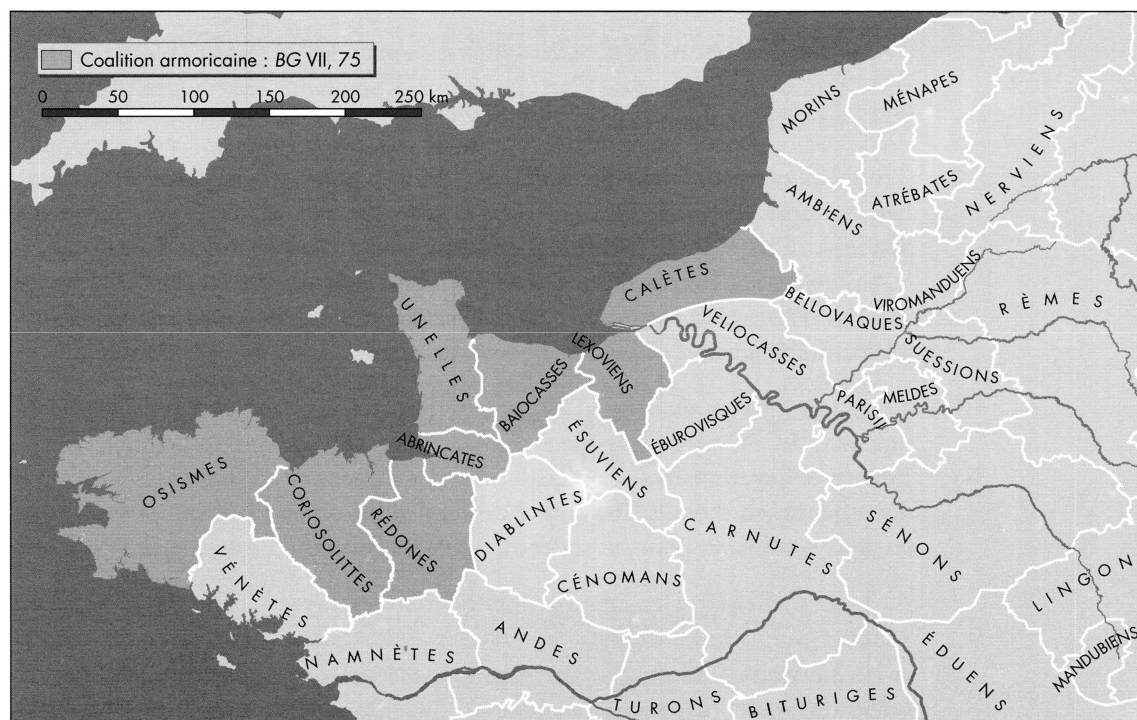 Coalition armoricaine : BG VII, 75
0 50 100 150 200 250 km
MORINS
MÉNAPES
NERVIENS
ATRÉBATES
AMBIENS
CALÈTES
VIROMANDUENS
BELLOVAQUES
RÈMES
UNELLES
VELIOCASSES
LEXOVIENS
SUESSIONS
BAIOCASSES
MELDES
PARISII
ÉBUROVISQUES
ABRINCATES
ÉSUVIENS
OSISMES
CORIOSOLITTES
RÉDONES
DIABLINTES
CARNUTES
SÉNONS
VÉNÈTES
CÉNOMANS
LINGON
ANDES
NAMNÈTES
ÉDUENS
MANDUBIENS
TURONS
BITURIGES